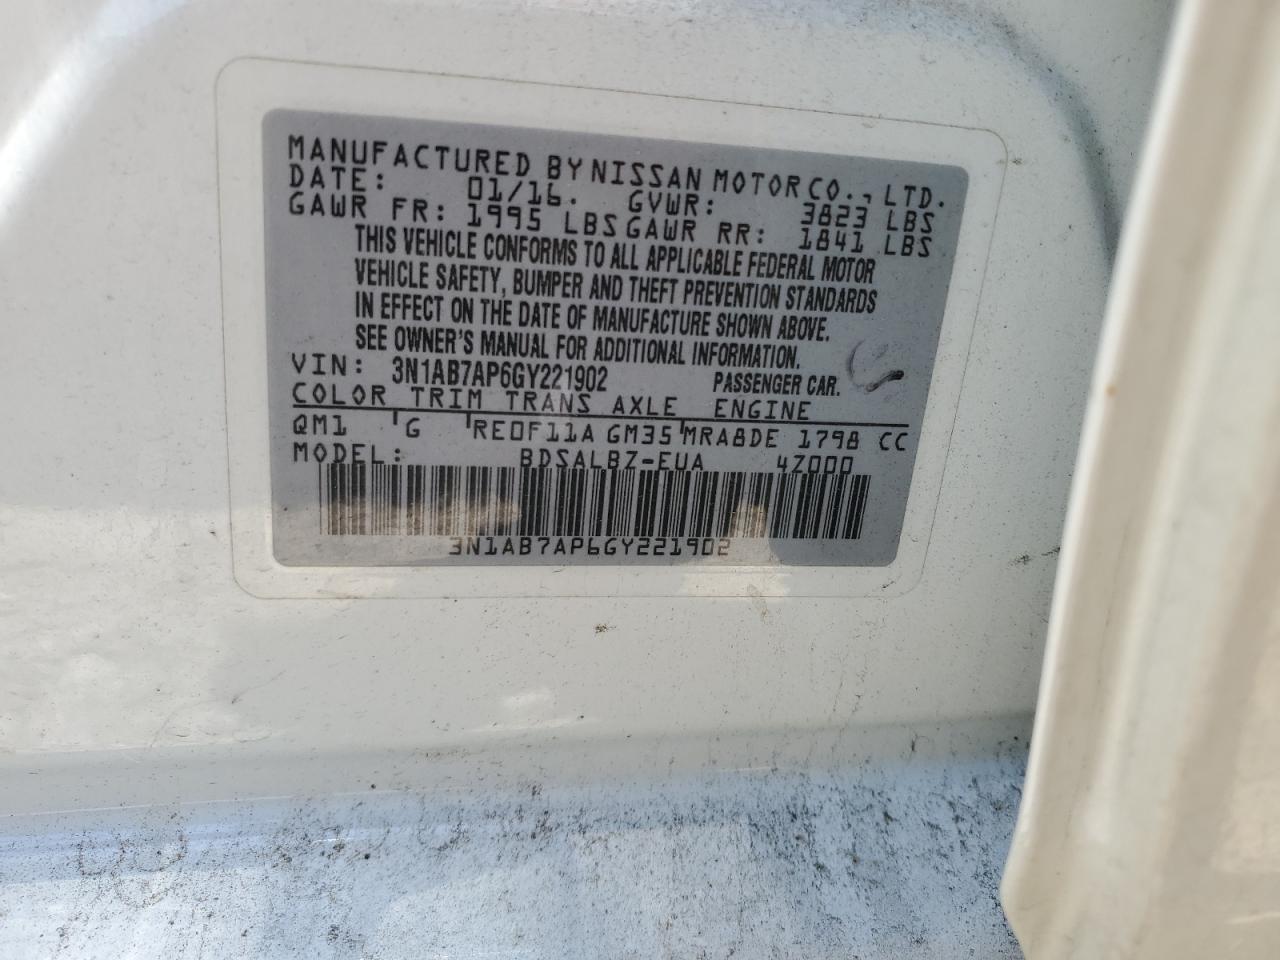 MANUFACTURED BY NISSAN MOTOR CO., LTD.
DATE: 01/16. GVWR: 3823 LBS
GAWR FR: 1995 LBS GAWR RR: 1841 LBS
THIS VEHICLE CONFORMS TO ALL APPLICABLE FEDERAL MOTOR
VEHICLE SAFETY, BUMPER AND THEFT PREVENTION STANDARDS
IN EFFECT ON THE DATE OF MANUFACTURE SHOWN ABOVE.
SEE OWNER'S MANUAL FOR ADDITIONAL INFORMATION.
VIN: 3N1AB7AP6GY221902 PASSENGER CAR.
COLOR TRIM TRANS AXLE ENGINE
QM1 G RE0F11A GM35 MRA8DE 1798 CC
MODEL: BDSALBZ-EUA 4Z000
3N1AB7AP6GY221902